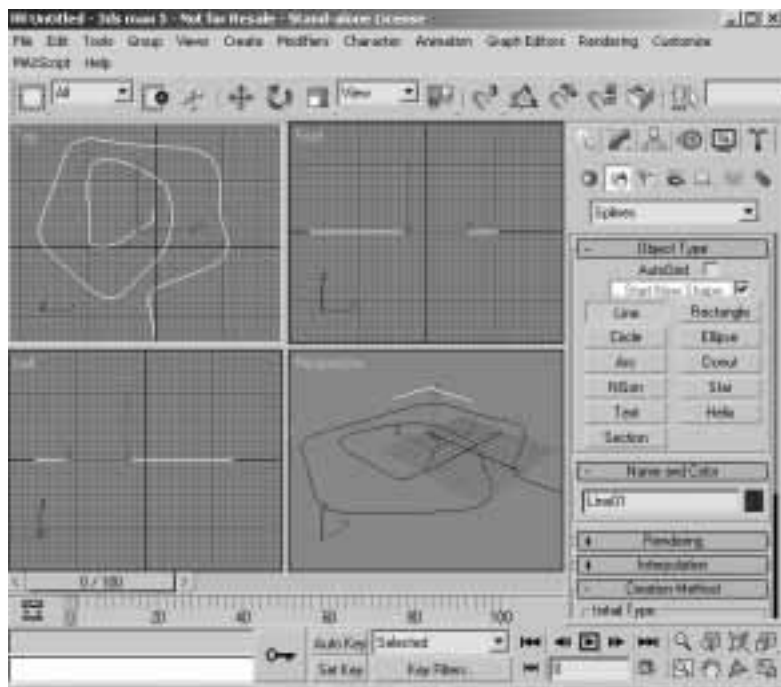 Untitled - 3ds max 5 - Not for Resale - Stand-alone License
File Edit Tools Group Views Create Modifiers Character Animation Graph Editors Rendering Customize
MAXScript Help
All
View
Top
Front
Left
Perspective
Splines
- Object Type
AutoGrid
Start New Shape
Line Rectangle
Circle Ellipse
Arc Donut
NGon Star
Text Helix
Section
- Name and Color
Line01
+ Rendering
+ Interpolation
- Creation Method
Initial Type
< 0 / 100 >
0 20 40 60 80 100
Auto Key Selected
Set Key Key Filters...
0